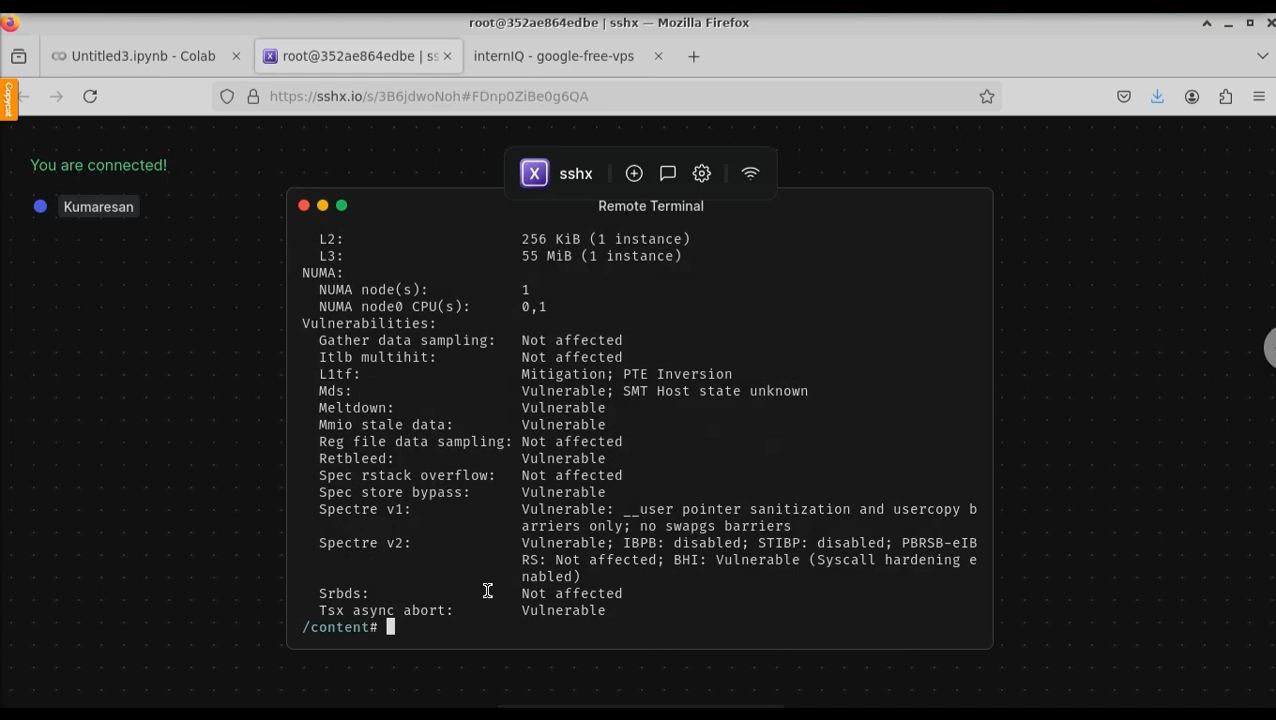 root@352ae864edbe | sshx — Mozilla Firefox
Untitled3.ipynb - Colab
root@352ae864edbe | ss
internIQ - google-free-vps
Copycat
https://sshx.io/s/3B6jdwoNoh#FDnp0ZiBe0g6QA
You are connected!
X sshx
Kumaresan
Remote Terminal
L2: 256 KiB (1 instance)
L3: 55 MiB (1 instance)
NUMA:
NUMA node(s): 1
NUMA node0 CPU(s): 0,1
Vulnerabilities:
Gather data sampling: Not affected
Itlb multihit: Not affected
L1tf: Mitigation; PTE Inversion
Mds: Vulnerable; SMT Host state unknown
Meltdown: Vulnerable
Mmio stale data: Vulnerable
Reg file data sampling: Not affected
Retbleed: Vulnerable
Spec rstack overflow: Not affected
Spec store bypass: Vulnerable
Spectre v1: Vulnerable: __user pointer sanitization and usercopy b
arriers only; no swapgs barriers
Spectre v2: Vulnerable; IBPB: disabled; STIBP: disabled; PBRSB-eIB
RS: Not affected; BHI: Vulnerable (Syscall hardening e
nabled)
Srbds: Not affected
Tsx async abort: Vulnerable
/content#